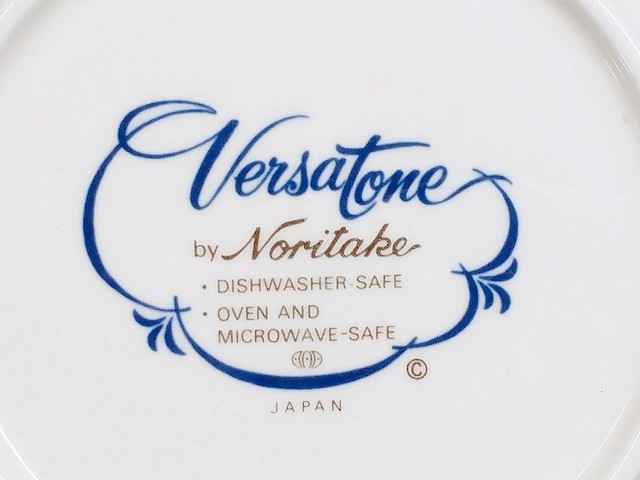 Versatone
by Noritake
• DISHWASHER-SAFE
• OVEN AND
MICROWAVE-SAFE
©
JAPAN